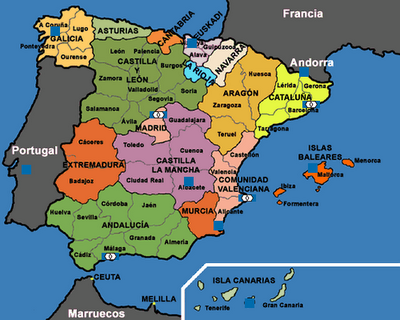 Francia
A Coruña
Lugo
GALICIA
Pontevedra
Ourense
ASTURIAS
CANTABRIA
EUSKADI
Guipuzcoa
Alava
NAVARRA
LA RIOJA
León
Palencia
Burgos
CASTILLA
Y
LEÓN
Zamora
Valladolid
Soria
Segovia
Salamanca
Ávila
Huesca
ARAGÓN
Zaragoza
Teruel
Andorra
Lérida
Gerona
CATALUÑA
Barcelona
Tarragona
MADRID
Guadalajara
Portugal
Cáceres
EXTREMADURA
Badajoz
Toledo
Cuenca
CASTILLA
LA MANCHA
Ciudad Real
Albacete
Castellón
Valencia
COMUNIDAD
VALENCIANA
Alicante
ISLAS
BALEARES
Menorca
Mallorca
Ibiza
Formentera
MURCIA
Huelva
Sevilla
Córdoba
Jaén
ANDALUCÍA
Granada
Almería
Málaga
Cádiz
CEUTA
MELILLA
Marruecos
ISLA CANARIAS
Tenerife
Gran Canaria